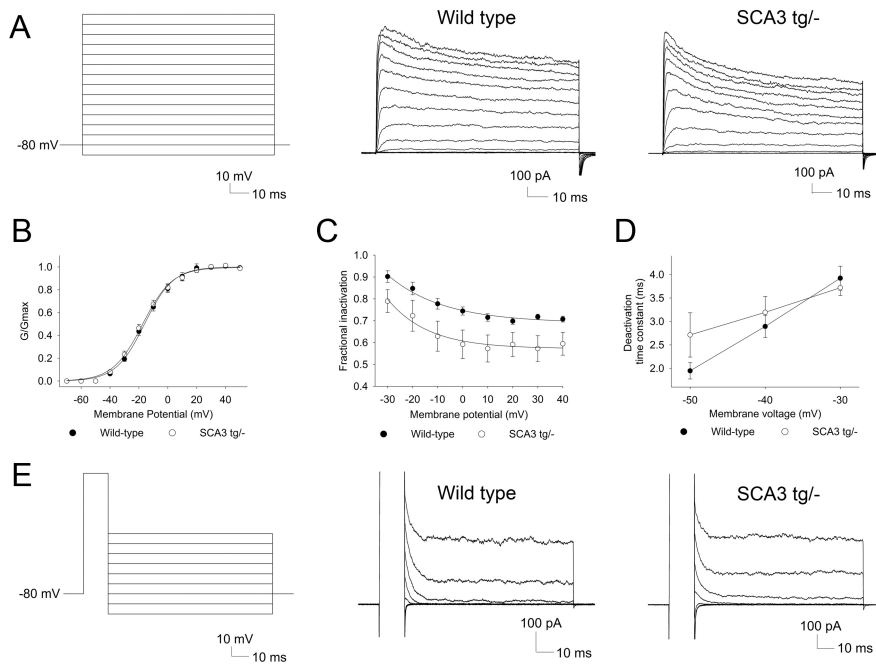 A
Wild type
SCA3 tg/-
-80 mV
10 mV
10 ms
100 pA
10 ms
100 pA
10 ms
B
G/Gmax
1.0
0.8
0.6
0.4
0.2
0.0
-60 -40 -20 0 20 40
Membrane Potential (mV)
Wild-type SCA3 tg/-
C
Fractional inactivation
1.0
0.9
0.8
0.7
0.6
0.5
0.4
-30 -20 -10 0 10 20 30 40
Membrane potential (mV)
Wild-type SCA3 tg/-
D
Deactivation
time constant (ms)
4.0
3.5
3.0
2.5
2.0
-50 -40 -30
Membrane voltage (mV)
Wild-type SCA3 tg/-
E
Wild type
SCA3 tg/-
-80 mV
10 mV
10 ms
100 pA
10 ms
100 pA
10 ms